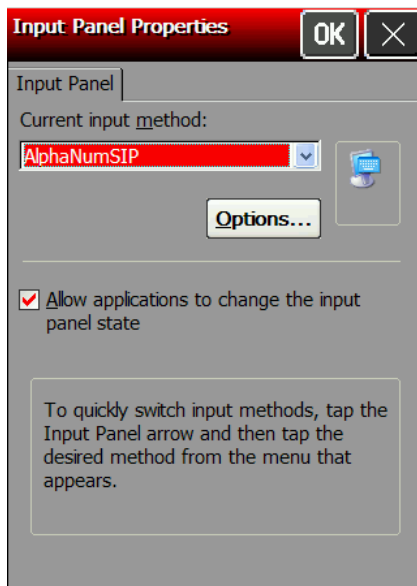 Input Panel Properties
OK
Input Panel
Current input method:
AlphaNumSIP
Options...
Allow applications to change the input
panel state
To quickly switch input methods, tap the
Input Panel arrow and then tap the
desired method from the menu that
appears.